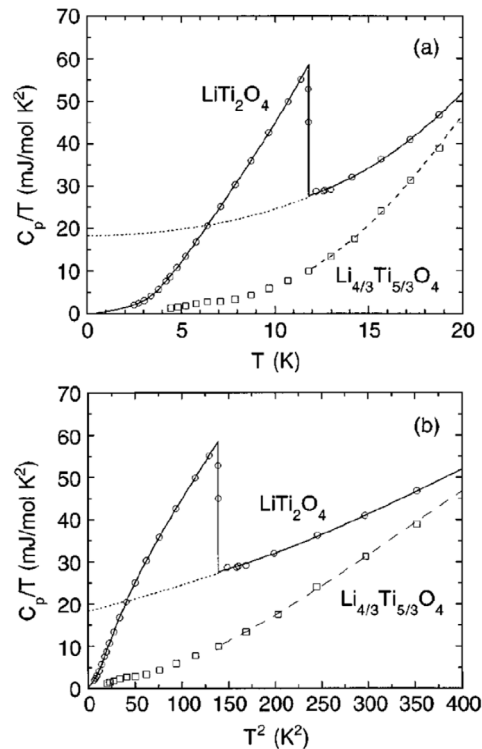 (a)
70
60
50
40
30
20
10
0
C_p/T (mJ/mol K²)
LiTi₂O₄
Li₄/₃Ti₅/₃O₄
0 5 10 15 20
T (K)
(b)
70
60
50
40
30
20
10
0
C_p/T (mJ/mol K²)
LiTi₂O₄
Li₄/₃Ti₅/₃O₄
0 50 100 150 200 250 300 350 400
T² (K²)